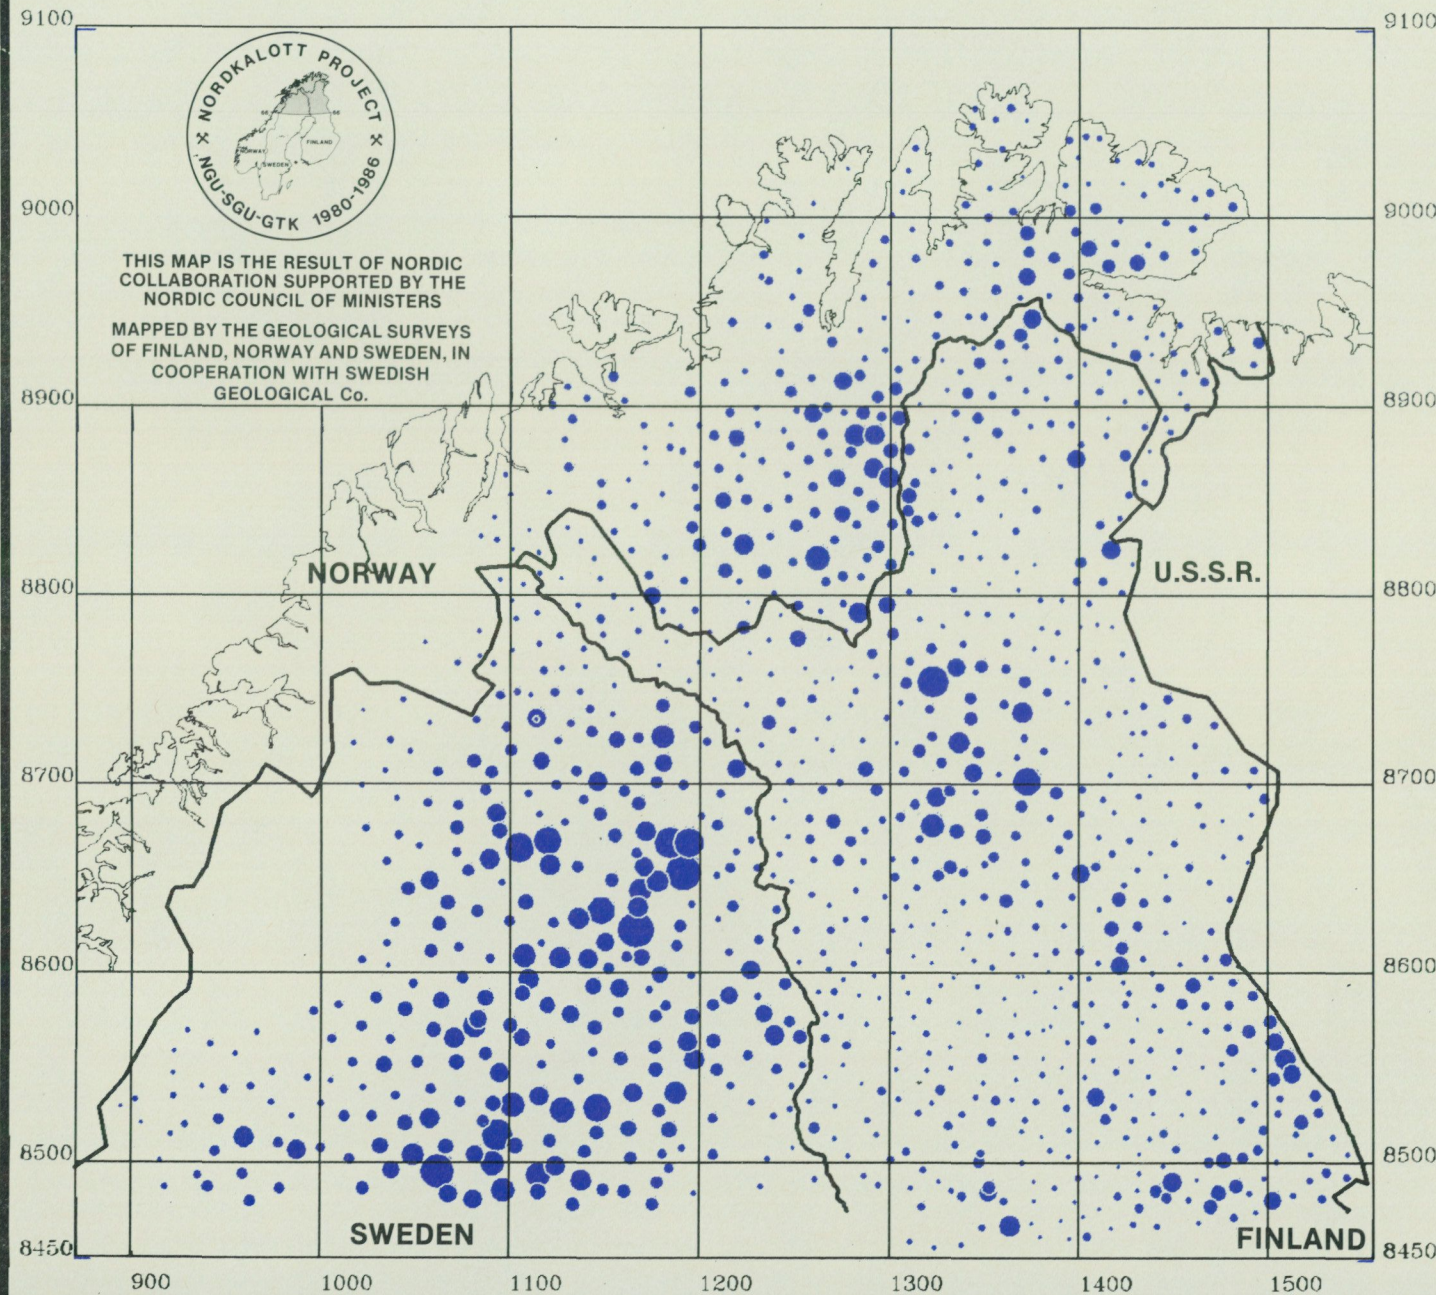 9100
9100
NORDKALOTT PROJECT
NGU-SGU-GTK 1980-1986
66
66
NORWAY
SWEDEN
FINLAND
THIS MAP IS THE RESULT OF NORDIC
COLLABORATION SUPPORTED BY THE
NORDIC COUNCIL OF MINISTERS
MAPPED BY THE GEOLOGICAL SURVEYS
OF FINLAND, NORWAY AND SWEDEN, IN
COOPERATION WITH SWEDISH
GEOLOGICAL Co.
9000
9000
8900
8900
NORWAY
U.S.S.R.
8800
8800
8700
8700
8600
8600
8500
8500
SWEDEN
FINLAND
8450
8450
900
1000
1100
1200
1300
1400
1500